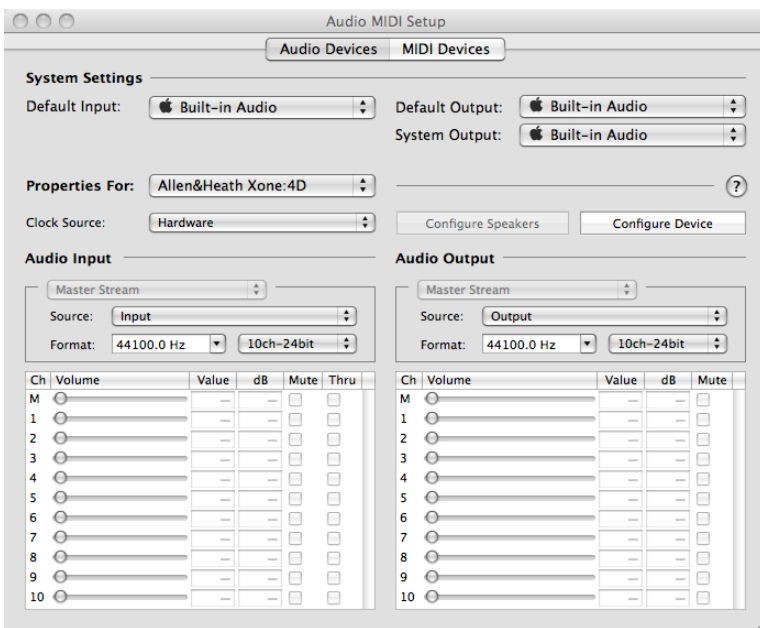 Audio MIDI Setup
Audio Devices MIDI Devices
System Settings
Default Input: Built-in Audio
Default Output: Built-in Audio
System Output: Built-in Audio
Properties For: Allen&Heath Xone:4D ?
Clock Source: Hardware
Configure Speakers Configure Device
Audio Input
Master Stream
Source: Input
Format: 44100.0 Hz 10ch-24bit
Ch Volume Value dB Mute Thru
M — —
1 — —
2 — —
3 — —
4 — —
5 — —
6 — —
7 — —
8 — —
9 — —
10 — —
Audio Output
Master Stream
Source: Output
Format: 44100.0 Hz 10ch-24bit
Ch Volume Value dB Mute
M — —
1 — —
2 — —
3 — —
4 — —
5 — —
6 — —
7 — —
8 — —
9 — —
10 — —